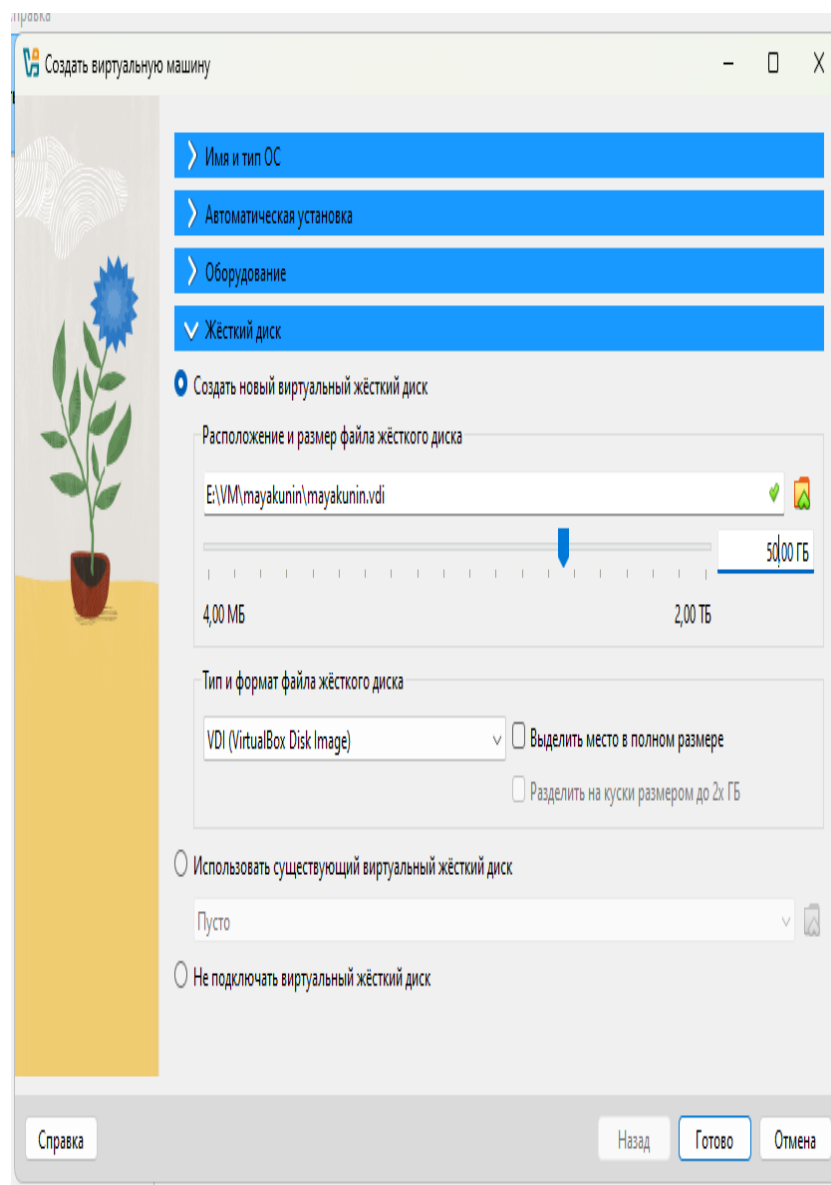 Создать виртуальную машину
Имя и тип ОС
Автоматическая установка
Оборудование
Жёсткий диск
Создать новый виртуальный жёсткий диск
Расположение и размер файла жёсткого диска
E:\VM\mayakunin\mayakunin.vdi
50,00 ГБ
4,00 МБ 2,00 ТБ
Тип и формат файла жёсткого диска
VDI (VirtualBox Disk Image) Выделить место в полном размере
Разделить на куски размером до 2х ГБ
Использовать существующий виртуальный жёсткий диск
Пусто
Не подключать виртуальный жёсткий диск
Справка Назад Готово Отмена